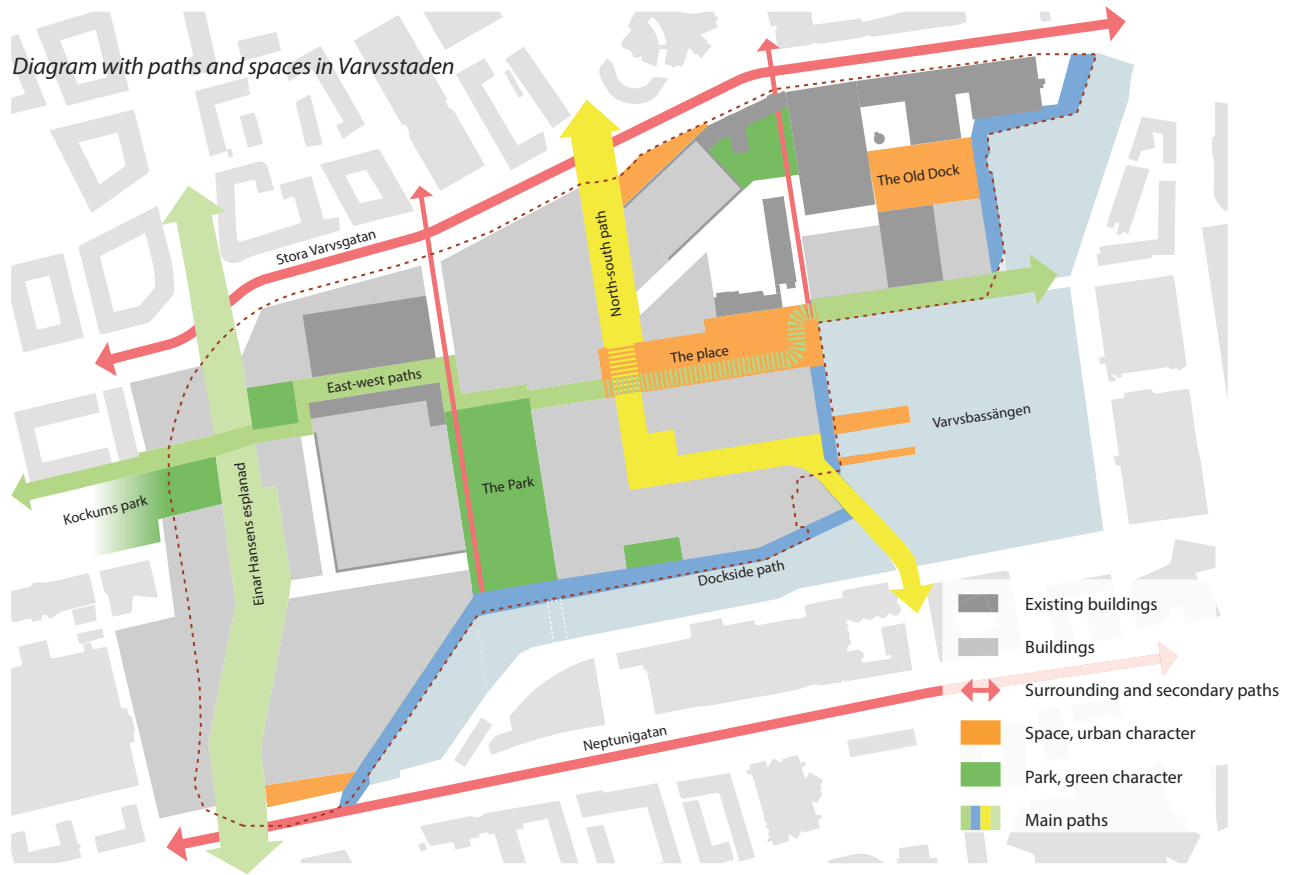 Diagram with paths and spaces in Varvsstaden
Stora Varvsgatan
North-south path
The Old Dock
The place
East-west paths
Varvsbassängen
The Park
Kockums park
Einar Hansens esplanad
Dockside path
Neptunigatan
Existing buildings
Buildings
Surrounding and secondary paths
Space, urban character
Park, green character
Main paths